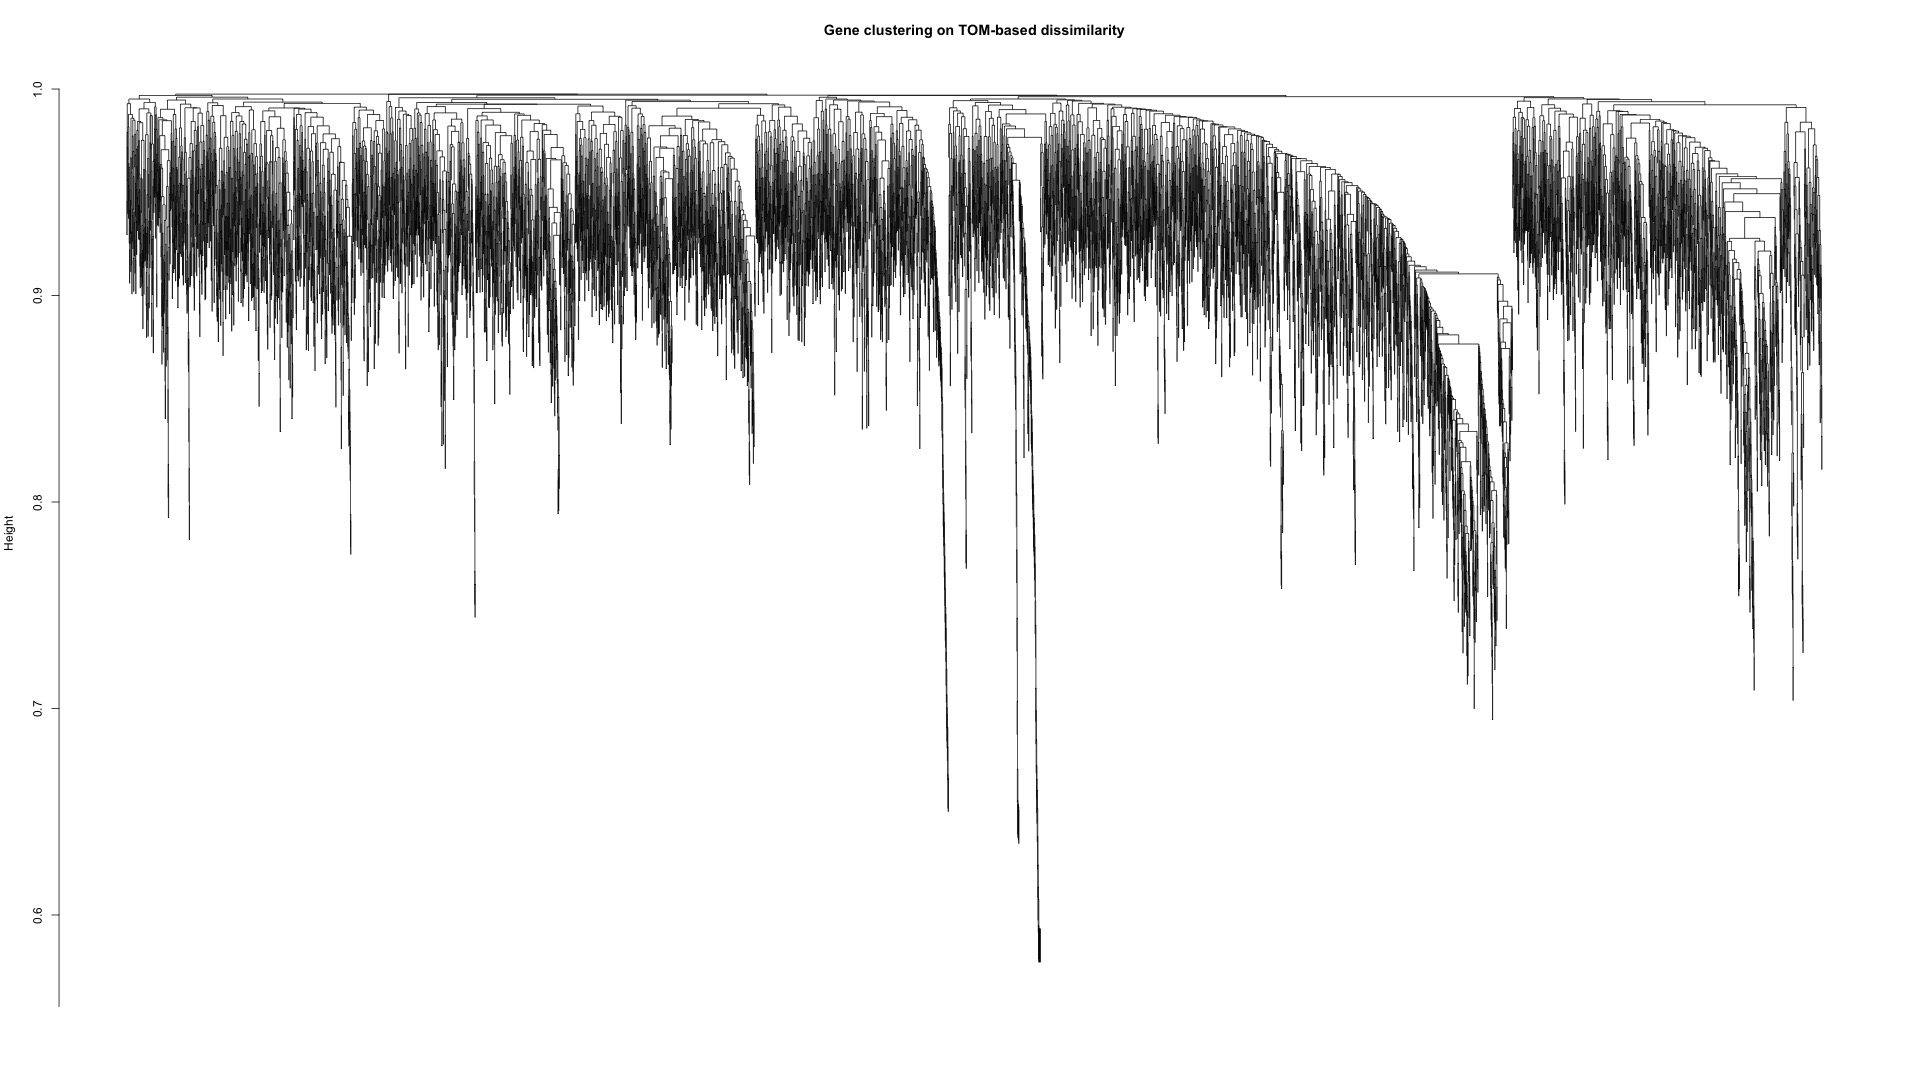 Gene clustering on TOM-based dissimilarity
Height
1.0
0.9
0.8
0.7
0.6